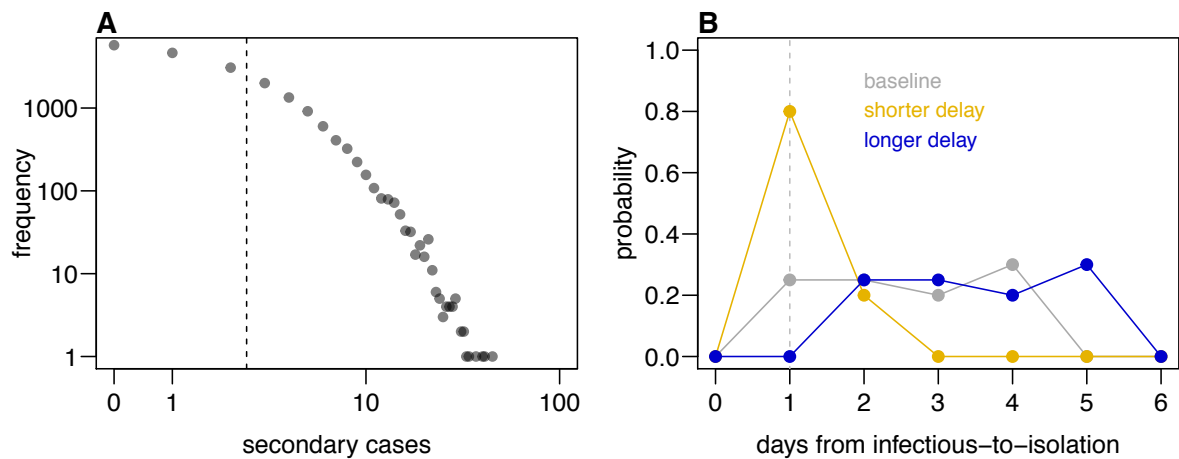 A
frequency
1000
100
10
1
0 1 10 100
secondary cases
B
probability
1.0
0.8
0.6
0.4
0.2
0.0
baseline
shorter delay
longer delay
0 1 2 3 4 5 6
days from infectious−to−isolation